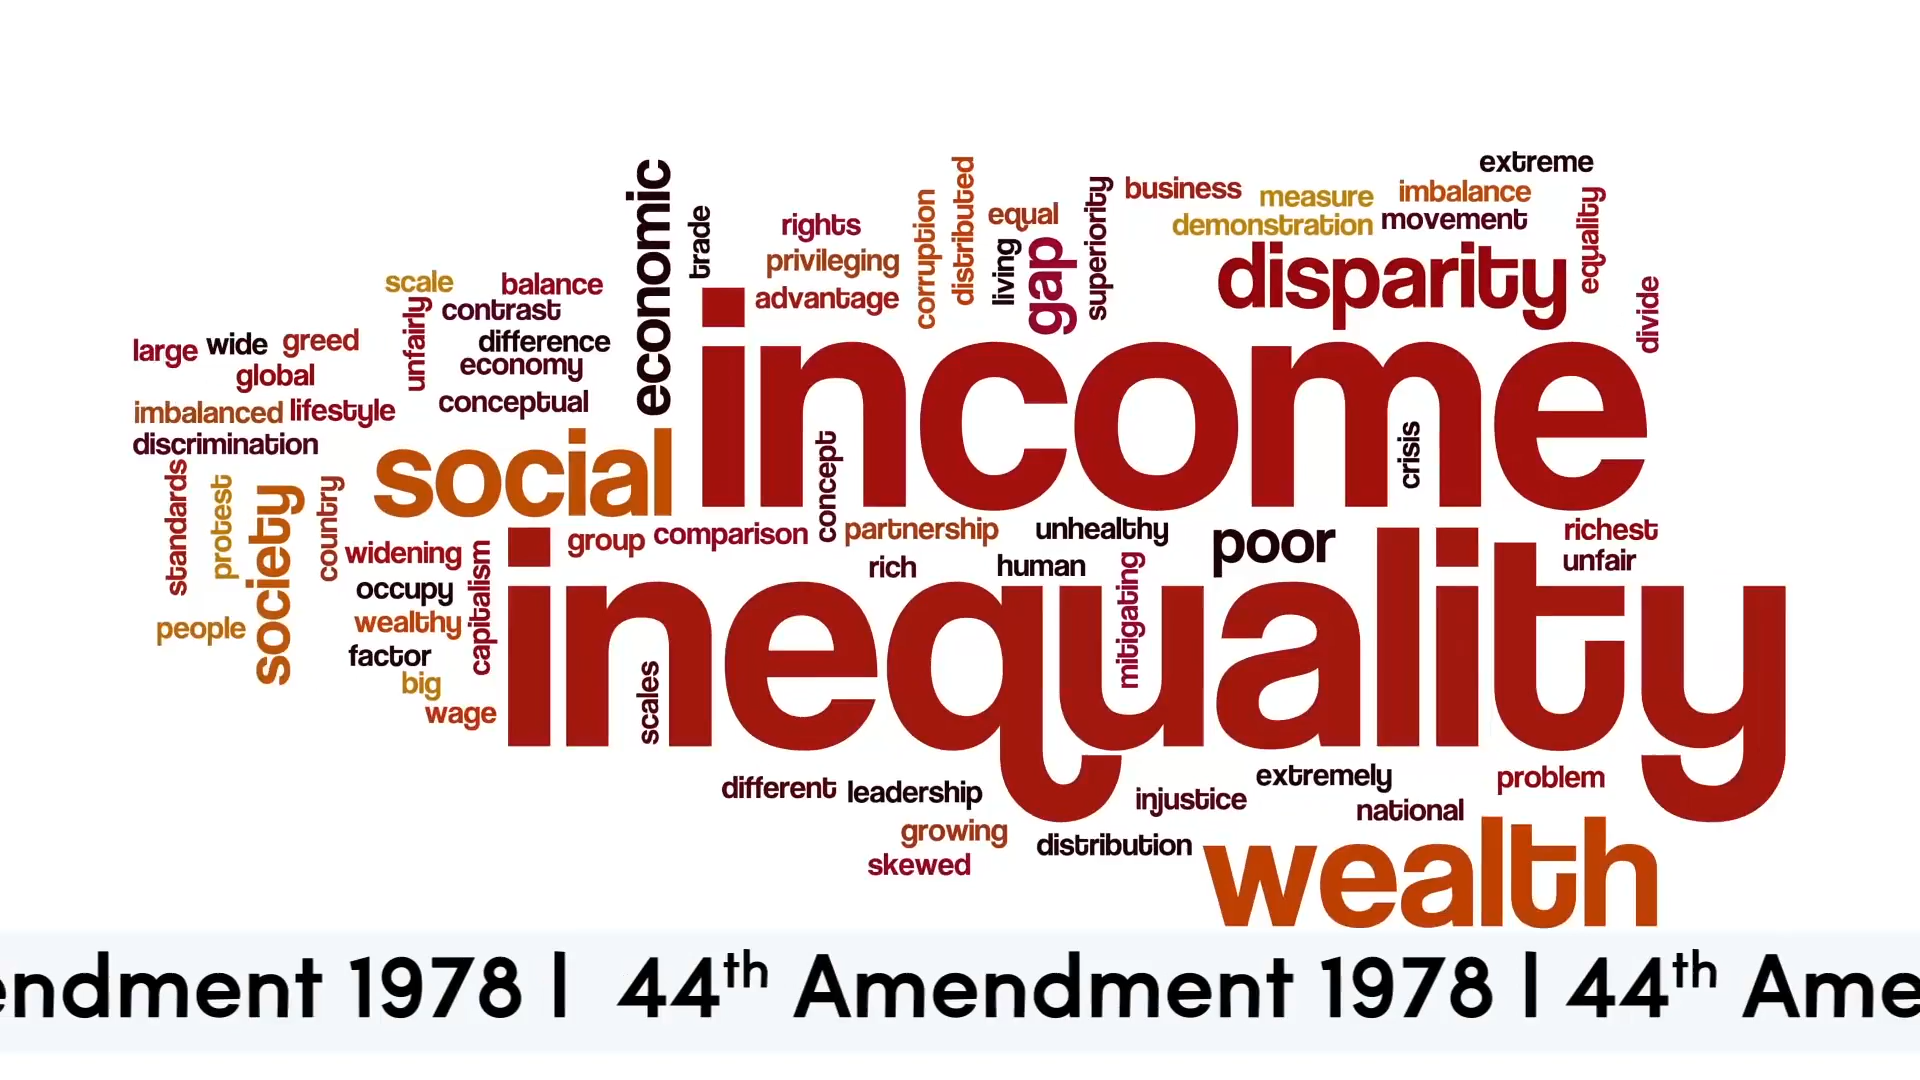 extreme
business
measure
imbalance
demonstration
movement
equality
disparity
divide
superiority
gap
equal
living
distributed
corruption
rights
privileging
advantage
trade
economic
scale
balance
unfairly
contrast
difference
economy
conceptual
large
wide
greed
global
imbalanced
lifestyle
discrimination
income
social
concept
crisis
standards
protest
society
country
people
widening
occupy
wealthy
factor
big
wage
capitalism
group
comparison
partnership
unhealthy
poor
richest
unfair
rich
human
mitigating
inequality
scales
different
leadership
growing
skewed
distribution
injustice
extremely
national
problem
wealth
endment 1978 | 44th Amendment 1978 | 44th Ame